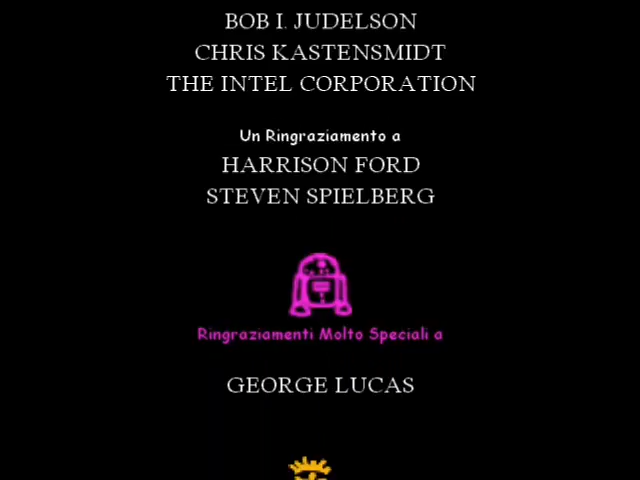 BOB I. JUDELSON
CHRIS KASTENSMIDT
THE INTEL CORPORATION
Un Ringraziamento a
HARRISON FORD
STEVEN SPIELBERG
Ringraziamenti Molto Speciali a
GEORGE LUCAS